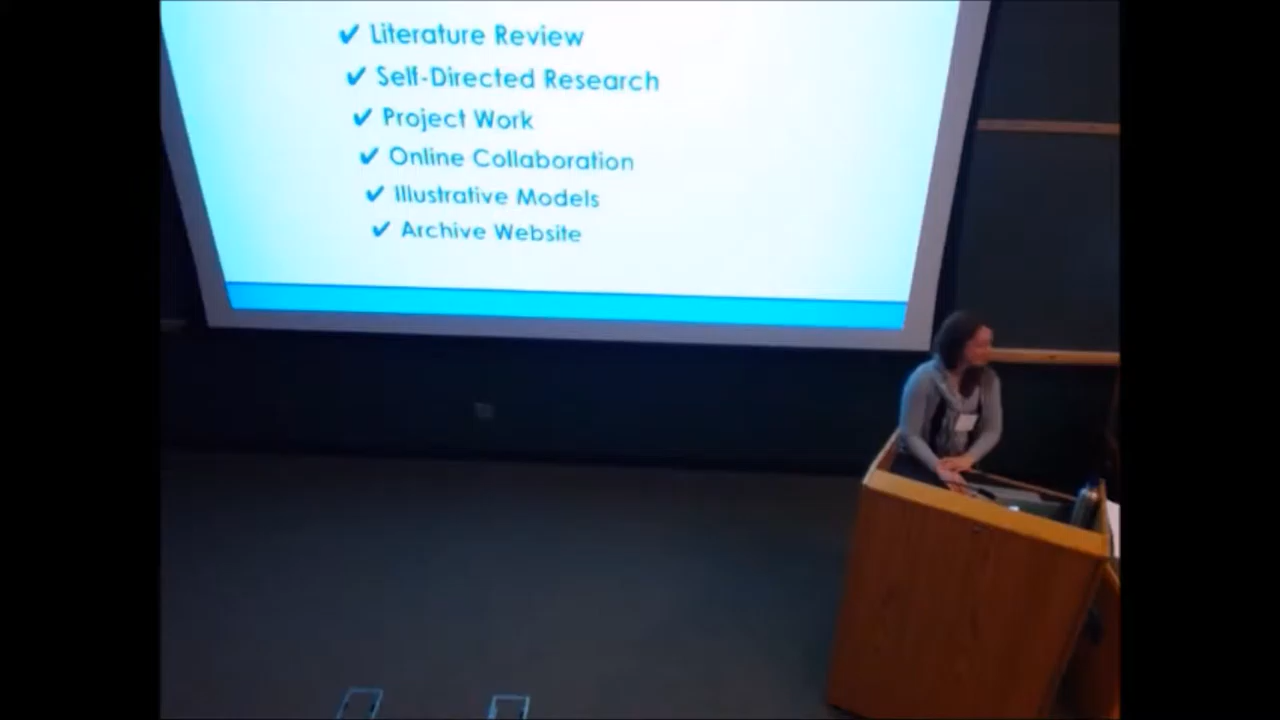 ✔ Literature Review
✔ Self-Directed Research
✔ Project Work
✔ Online Collaboration
✔ Illustrative Models
✔ Archive Website